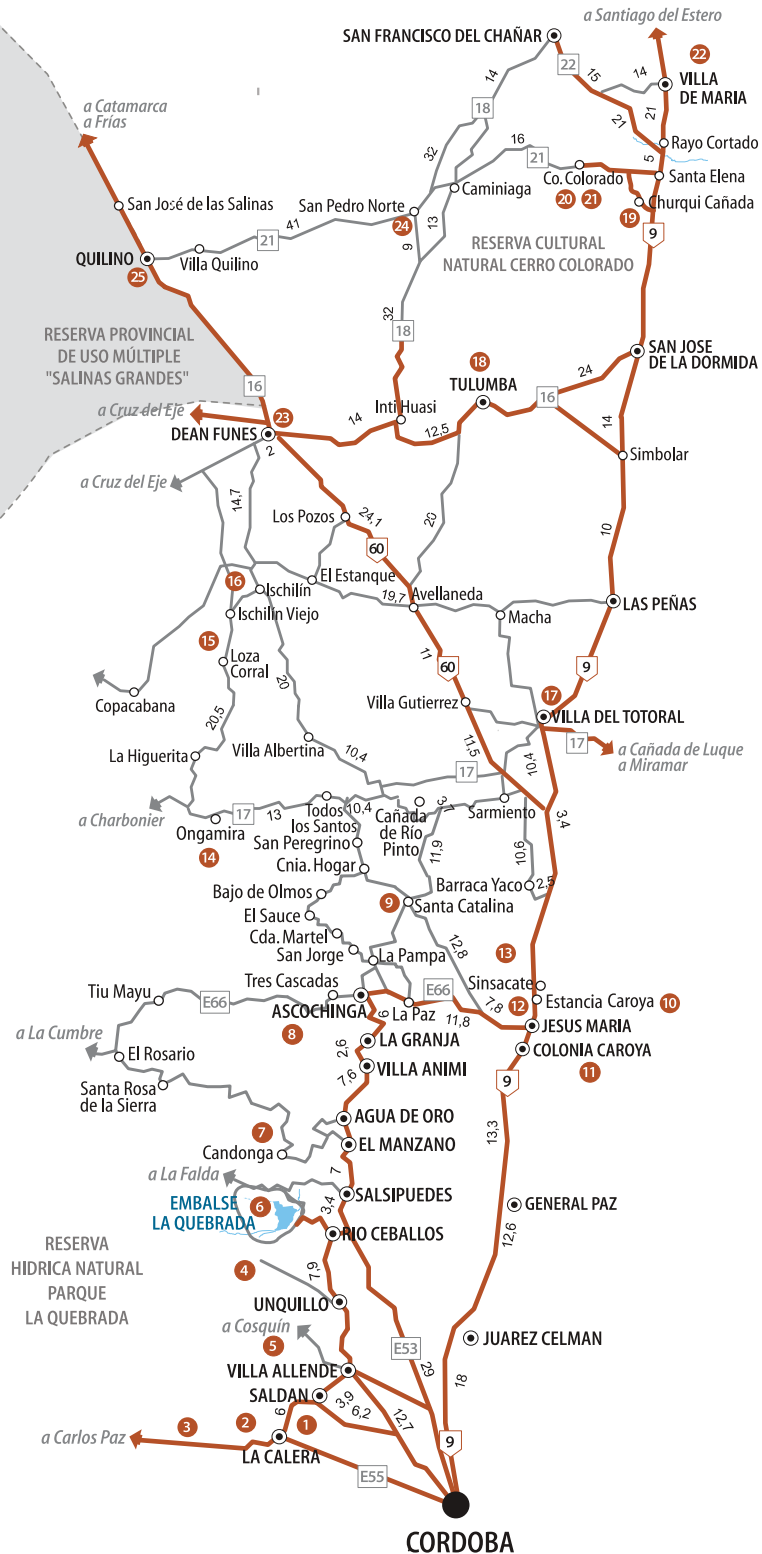 a Santiago del Estero
SAN FRANCISCO DEL CHAÑAR
22
22
14
15
14
VILLA
DE MARIA
18
21
21
a Catamarca
a Frías
32
16
21
5
Rayo Cortado
Co. Colorado
Santa Elena
20
21
Caminiaga
19
Churqui Cañada
San José de las Salinas
San Pedro Norte
24
13
41
21
9
9
RESERVA CULTURAL
NATURAL CERRO COLORADO
QUILINO
25
Villa Quilino
32
18
RESERVA PROVINCIAL
DE USO MÚLTIPLE
"SALINAS GRANDES"
SAN JOSE
DE LA DORMIDA
18
24
TULUMBA
16
16
a Cruz del Eje
23
Inti Huasi
14
14
DEAN FUNES
12,5
2
Simbolar
a Cruz del Eje
14,7
20
Los Pozos
24,1
10
60
16
El Estanque
Ischilín
19,7
Avellaneda
LAS PEÑAS
Ischilín Viejo
Macha
15
Loza
Corral
11
60
9
20
Copacabana
Villa Gutierrez
17
VILLA DEL TOTORAL
20,5
Villa Albertina
11,5
17
a Cañada de Luque
a Miramar
La Higuerita
10,4
17
10,4
a Charbonier
17
13
10,4
3,7
Sarmiento
Ongamira
Todos
los Santos
Cañada
de Río
Pinto
3,4
14
San Peregrino
11,9
10,6
Cnia. Hogar
Barraca Yaco
2,5
Bajo de Olmos
9
Santa Catalina
El Sauce
Cda. Martel
12,8
San Jorge
La Pampa
13
Tres Cascadas
E66
Sinsacate
Tiu Mayu
E66
ASCOCHINGA
La Paz
7,8
12
Estancia Caroya
10
8
6
11,8
JESUS MARIA
a La Cumbre
2,6
LA GRANJA
COLONIA CAROYA
El Rosario
7,6
VILLA ANIMI
11
9
Santa Rosa
de la Sierra
AGUA DE ORO
13,3
7
Candonga
EL MANZANO
7
a La Falda
SALSIPUEDES
6
EMBALSE
LA QUEBRADA
3,4
GENERAL PAZ
RIO CEBALLOS
12,6
RESERVA
HIDRICA NATURAL
PARQUE
LA QUEBRADA
4
7,9
UNQUILLO
a Cosquín
5
JUAREZ CELMAN
E53
VILLA ALLENDE
29
18
SALDAN
3,9
6,2
12,7
6
1
2
3
a Carlos Paz
LA CALERA
9
E55
CORDOBA